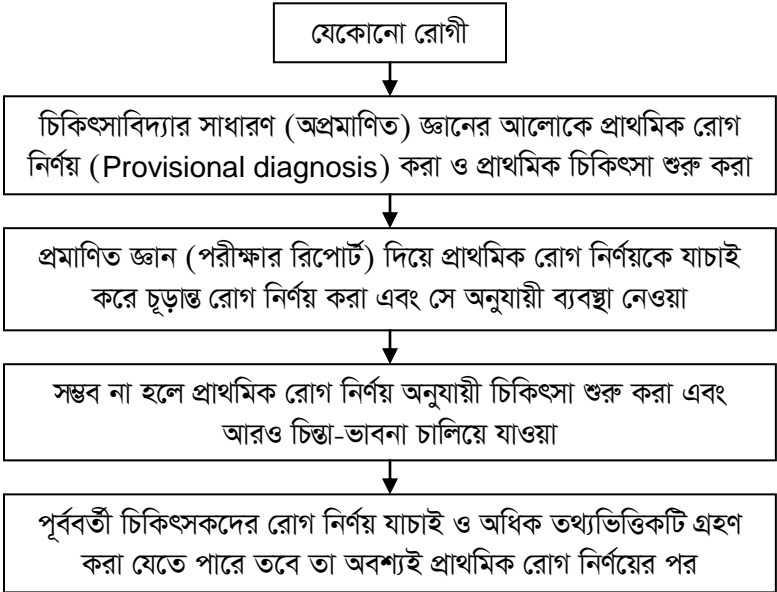 যেকোনো রোগী
চিকিৎসাবিদ্যার সাধারণ (অপ্রমাণিত) জ্ঞানের আলোকে প্রাথমিক রোগ
নির্ণয় (Provisional diagnosis) করা ও প্রাথমিক চিকিৎসা শুরু করা
প্রমাণিত জ্ঞান (পরীক্ষার রিপোর্ট) দিয়ে প্রাথমিক রোগ নির্ণয়কে যাচাই
করে চূড়ান্ত রোগ নির্ণয় করা এবং সে অনুযায়ী ব্যবস্থা নেওয়া
সম্ভব না হলে প্রাথমিক রোগ নির্ণয় অনুযায়ী চিকিৎসা শুরু করা এবং
আরও চিন্তা-ভাবনা চালিয়ে যাওয়া
পূর্ববর্তী চিকিৎসকদের রোগ নির্ণয় যাচাই ও অধিক তথ্যভিত্তিকটি গ্রহণ
করা যেতে পারে তবে তা অবশ্যই প্রাথমিক রোগ নির্ণয়ের পর